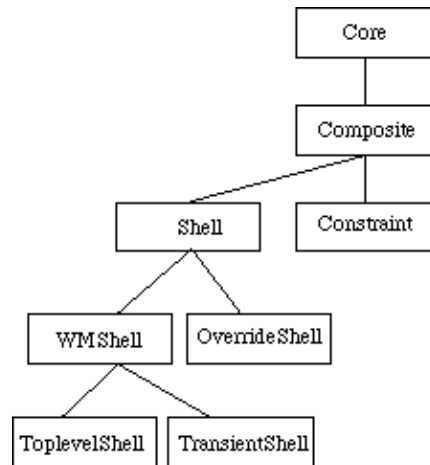 Core
Composite
Shell
Constraint
WMShell
OverrideShell
ToplevelShell
TransientShell